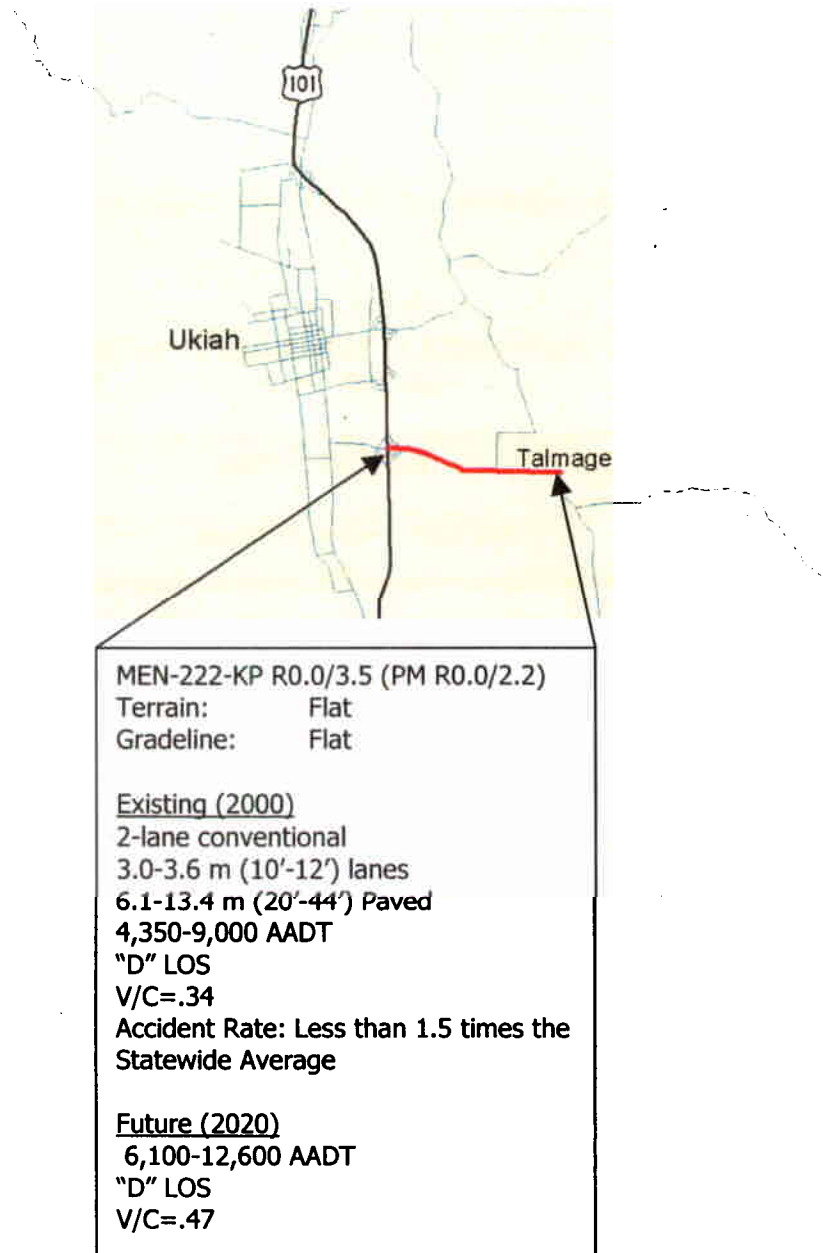 101
Ukiah
Talmage
MEN-222-KP R0.0/3.5 (PM R0.0/2.2)
Terrain: Flat
Gradeline: Flat
Existing (2000)
2-lane conventional
3.0-3.6 m (10′-12′) lanes
6.1-13.4 m (20′-44′) Paved
4,350-9,000 AADT
"D" LOS
V/C=.34
Accident Rate: Less than 1.5 times the
Statewide Average
Future (2020)
6,100-12,600 AADT
"D" LOS
V/C=.47